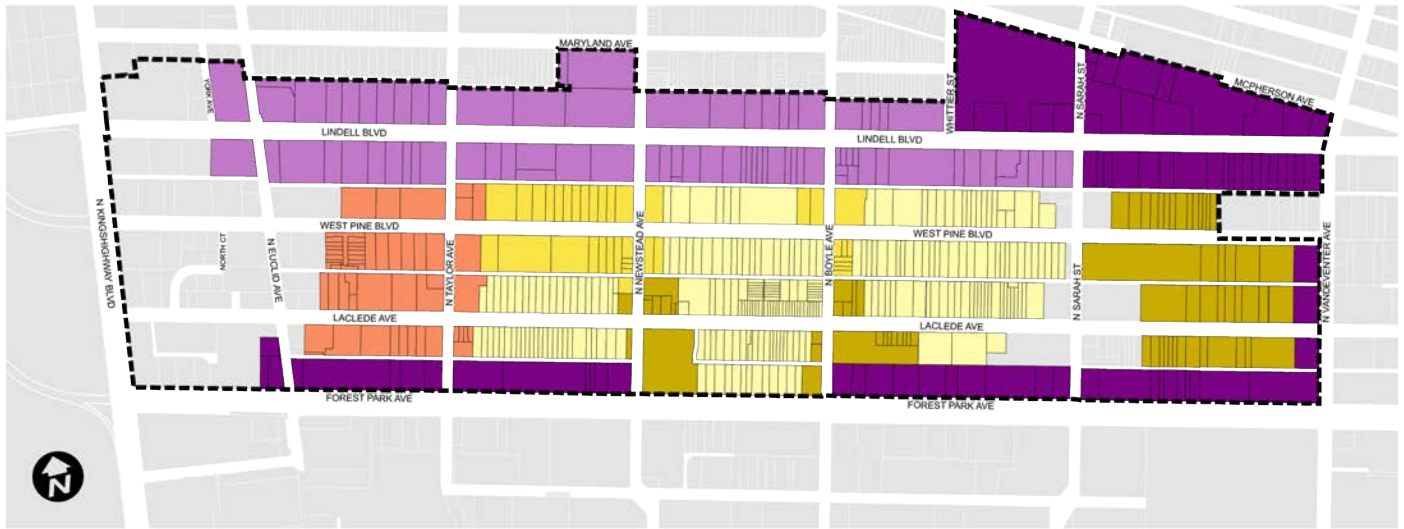 MARYLAND AVE
YORK AVE
WHITTIER ST
N SARAH ST
MCPHERSON AVE
LINDELL BLVD
LINDELL BLVD
N KINGSHIGHWAY BLVD
NORTH CT
N EUCLID AVE
WEST PINE BLVD
N TAYLOR AVE
N NEWSTEAD AVE
N BOYLE AVE
WEST PINE BLVD
N SARAH ST
N VANDEVENTER AVE
LACLEDE AVE
LACLEDE AVE
FOREST PARK AVE
FOREST PARK AVE
N